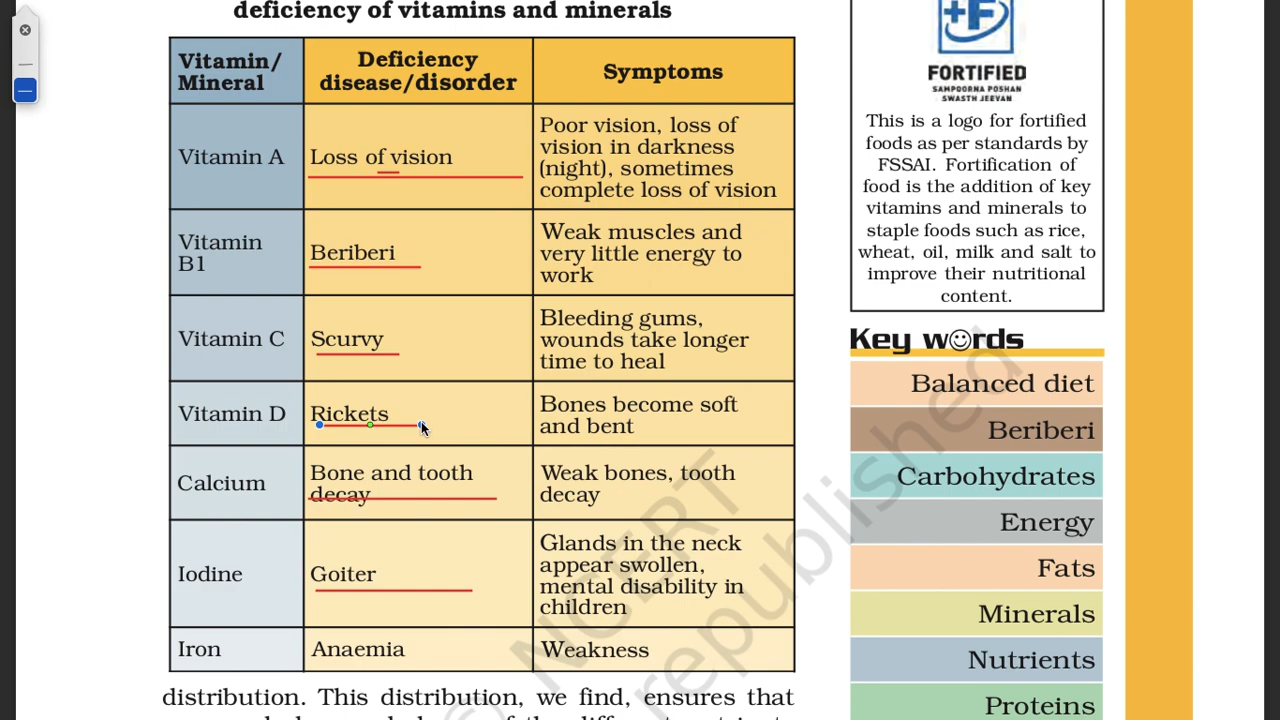 deficiency of vitamins and minerals
Vitamin/
Mineral
Deficiency
disease/disorder
Symptoms
Vitamin A
Loss of vision
Poor vision, loss of
vision in darkness
(night), sometimes
complete loss of vision
Vitamin
B1
Beriberi
Weak muscles and
very little energy to
work
Vitamin C
Scurvy
Bleeding gums,
wounds take longer
time to heal
Vitamin D
Rickets
Bones become soft
and bent
Calcium
Bone and tooth
decay
Weak bones, tooth
decay
Iodine
Goiter
Glands in the neck
appear swollen,
mental disability in
children
Iron
Anaemia
Weakness
distribution. This distribution, we find, ensures that
+F
FORTIFIED
SAMPOORNA POSHAN
SWASTH JEEVAN
This is a logo for fortified
foods as per standards by
FSSAI. Fortification of
food is the addition of key
vitamins and minerals to
staple foods such as rice,
wheat, oil, milk and salt to
improve their nutritional
content.
Key words
Balanced diet
Beriberi
Carbohydrates
Energy
Fats
Minerals
Nutrients
Proteins
NCERT
republished